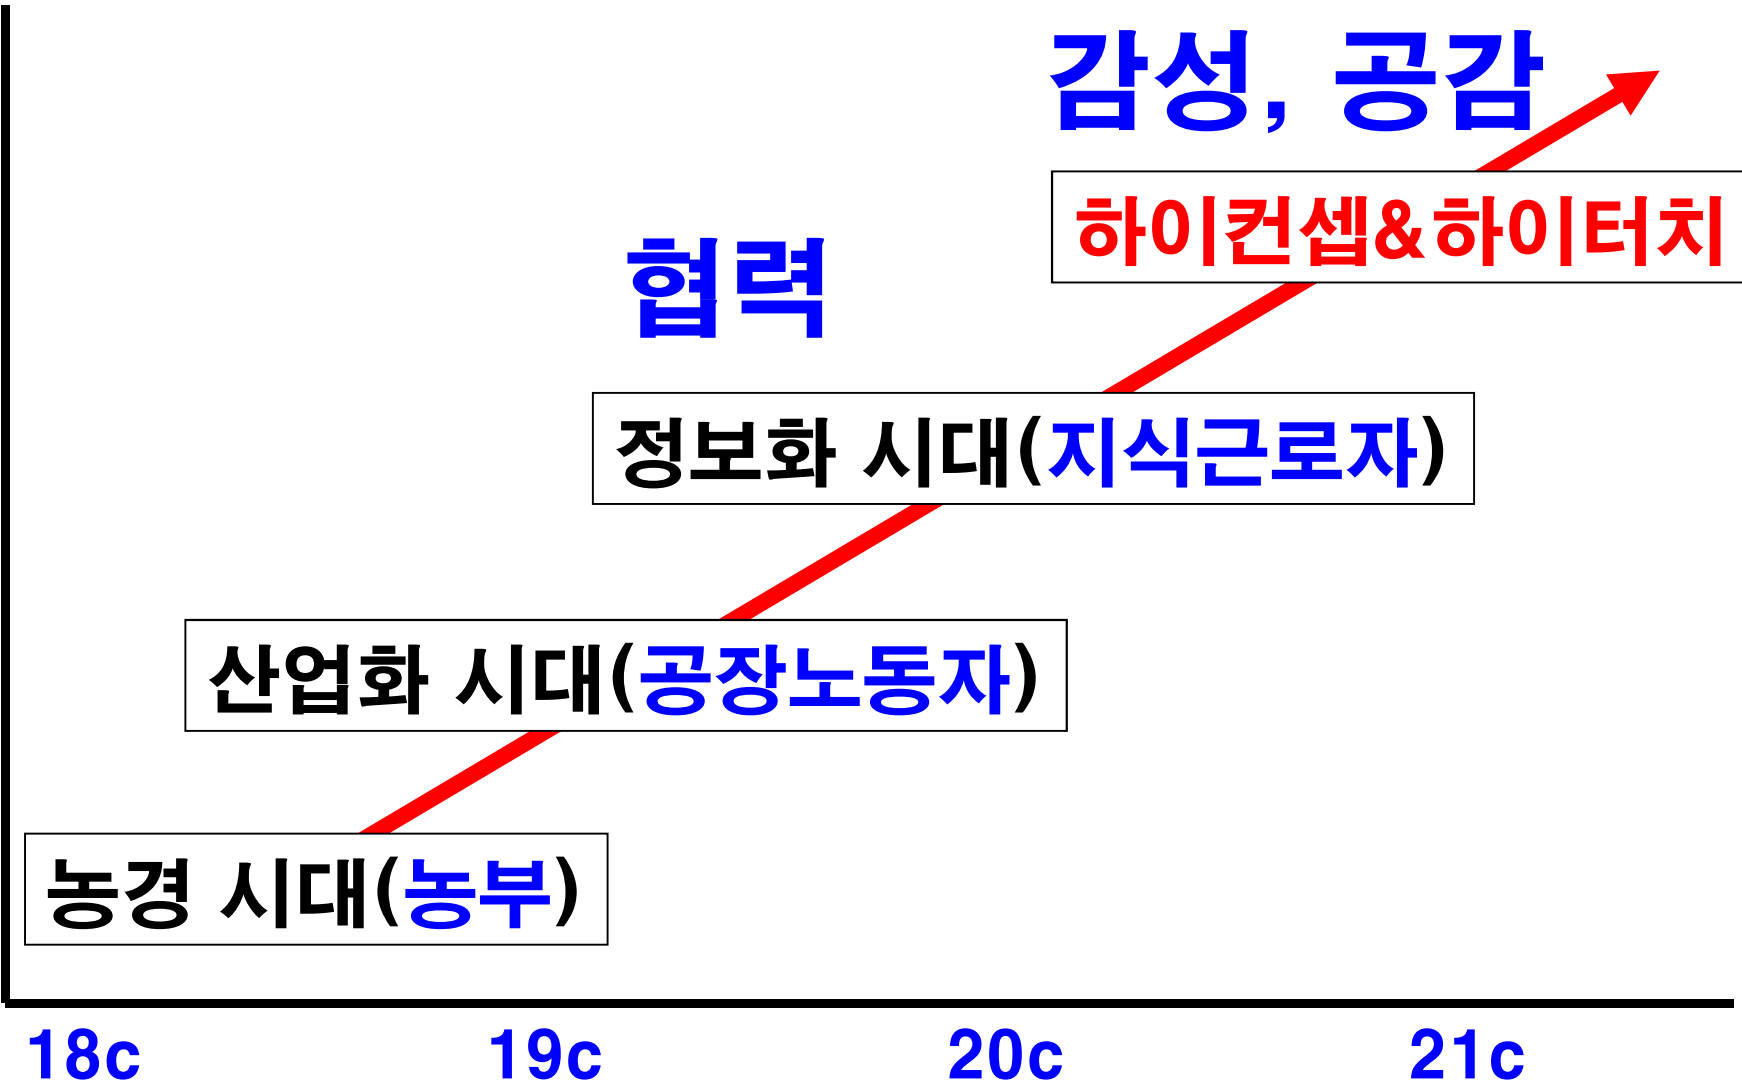 감성, 공감
하이컨셉&하이터치
협력
정보화 시대(지식근로자)
산업화 시대(공장노동자)
농경 시대(농부)
18c 19c 20c 21c